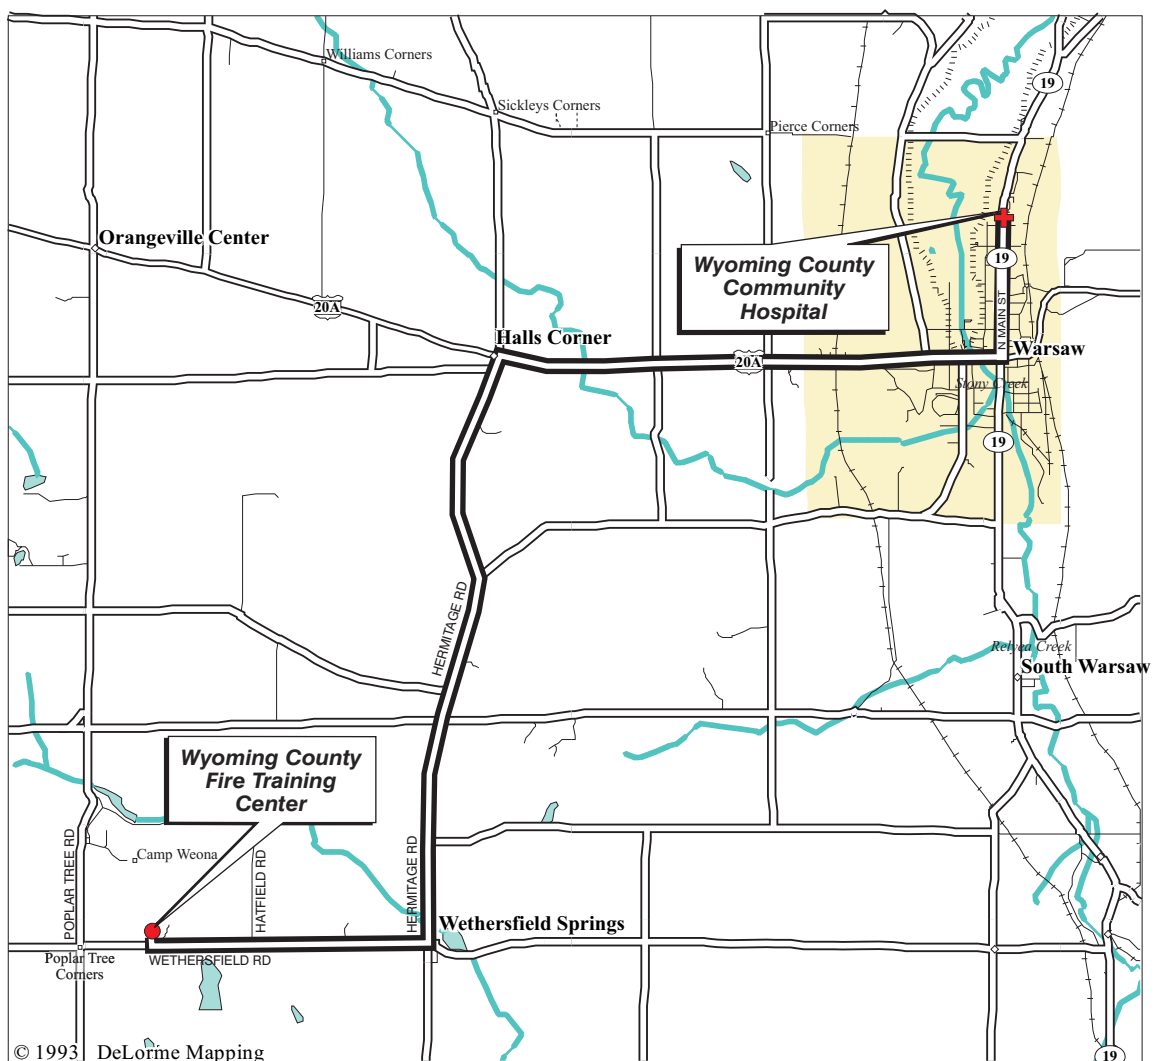 Williams Corners
19
Sickleys Corners
Pierce Corners
Orangeville Center
Wyoming County
Community
Hospital
19
20A
N MAIN ST
Halls Corner
Warsaw
20A
Stony Creek
19
HERMITAGE RD
Relyea Creek
South Warsaw
Wyoming County
Fire Training
Center
POPLAR TREE RD
Camp Weona
HATFIELD RD
HERMITAGE RD
Wethersfield Springs
Poplar Tree
Corners
WETHERSFIELD RD
© 1993 DeLorme Mapping
19